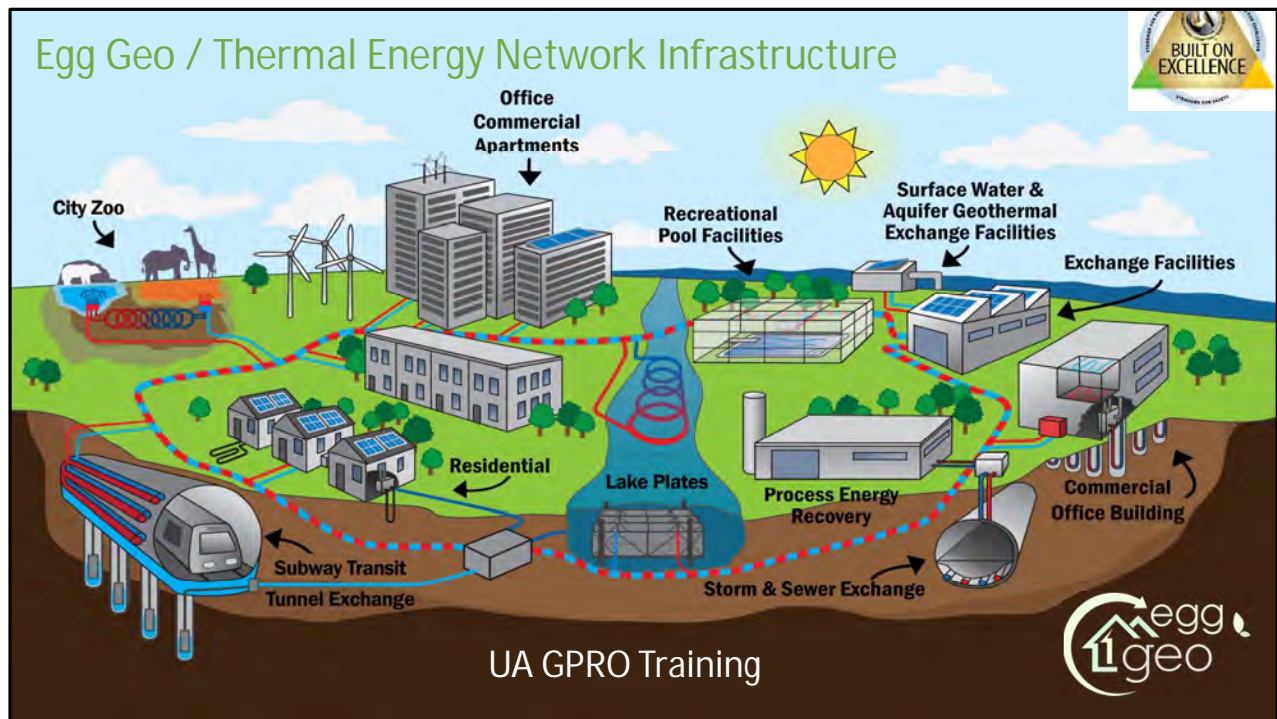 Egg Geo / Thermal Energy Network Infrastructure
BUILT ON
EXCELLENCE
Office
Commercial
Apartments
City Zoo
Recreational
Pool Facilities
Surface Water &
Aquifer Geothermal
Exchange Facilities
Exchange Facilities
Residential
Lake Plates
Process Energy
Recovery
Commercial
Office Building
Subway Transit
Tunnel Exchange
Storm & Sewer Exchange
UA GPRO Training
egg
geo